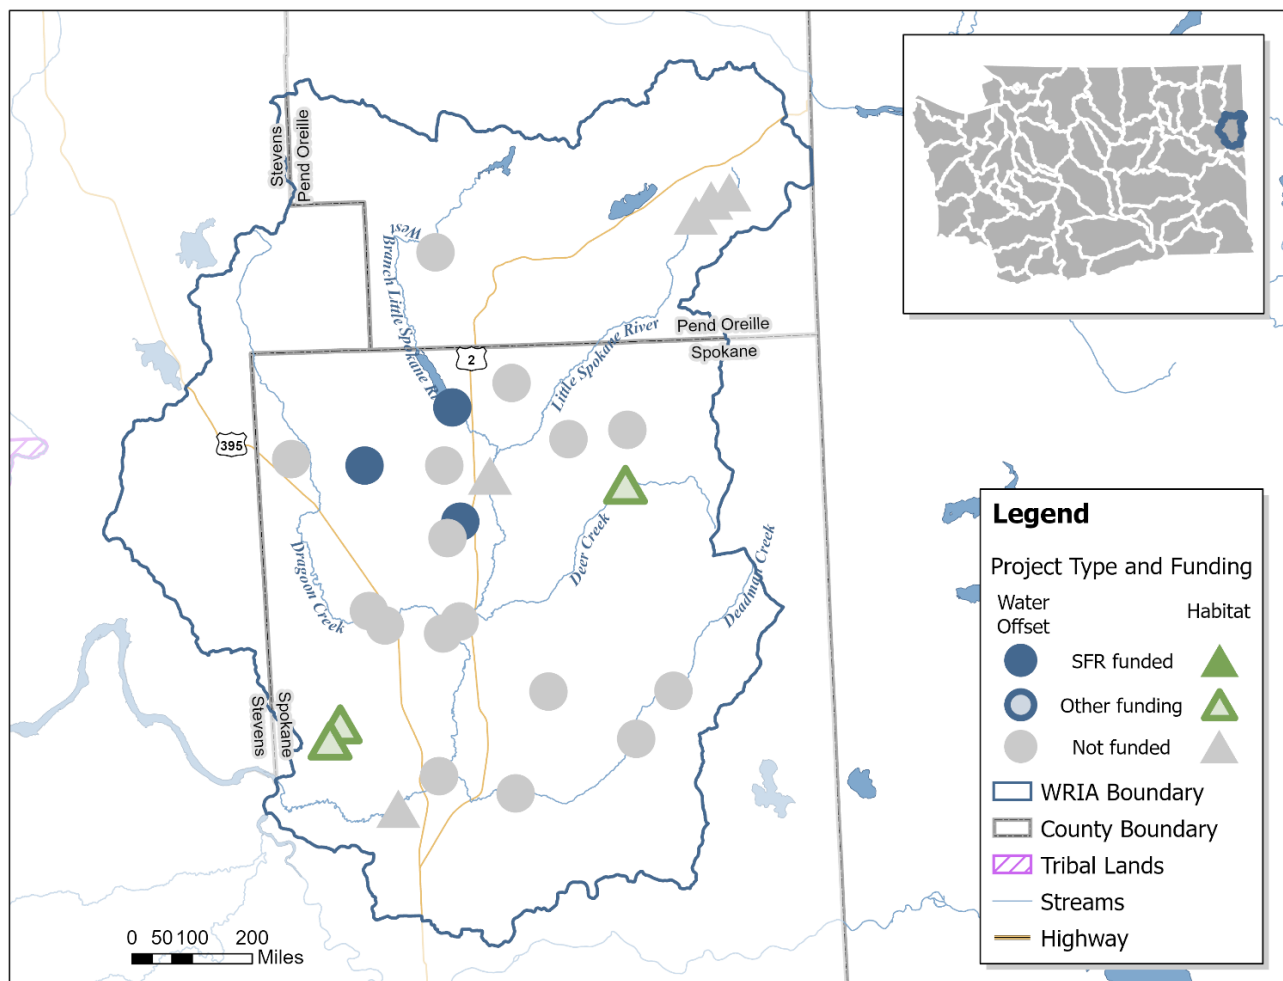 Stevens
Pend Oreille
West
Branch Little Spokane Ri
Little Spokane River
Pend Oreille
Spokane
2
395
Dragoon Creek
Deer Creek
Deadman Creek
Stevens
Spokane
0 50 100 200
Miles
Legend
Project Type and Funding
Water
Offset
Habitat
SFR funded
Other funding
Not funded
WRIA Boundary
County Boundary
Tribal Lands
Streams
Highway